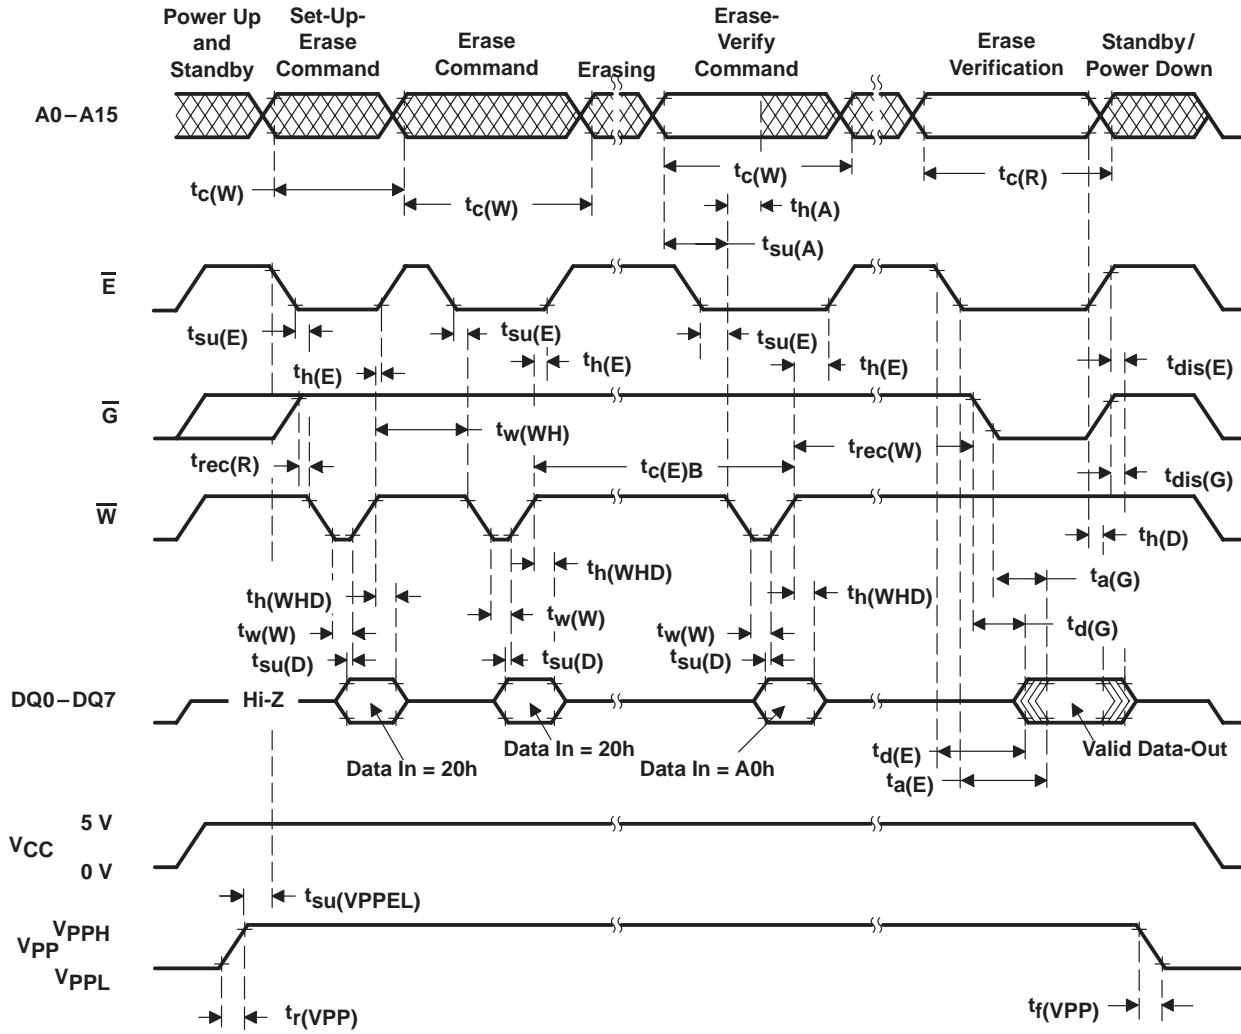 Power Up
and
Standby
Set-Up-
Erase
Command
Erase
Command
Erasing
Erase-
Verify
Command
Erase
Verification
Standby/
Power Down
A0–A15
tc(W)
tc(W)
tc(W)
tc(R)
th(A)
tsu(A)
E
tsu(E)
tsu(E)
tsu(E)
th(E)
th(E)
th(E)
tdis(E)
G
tw(WH)
trec(W)
trec(R)
tc(E)B
tdis(G)
W
th(D)
th(WHD)
th(WHD)
th(WHD)
ta(G)
tw(W)
tw(W)
tw(W)
td(G)
tsu(D)
tsu(D)
tsu(D)
DQ0–DQ7
Hi-Z
Data In = 20h
Data In = 20h
Data In = A0h
Valid Data-Out
td(E)
ta(E)
5 V
VCC
0 V
tsu(VPPEL)
VPPH
VPP
VPPL
tr(VPP)
tf(VPP)